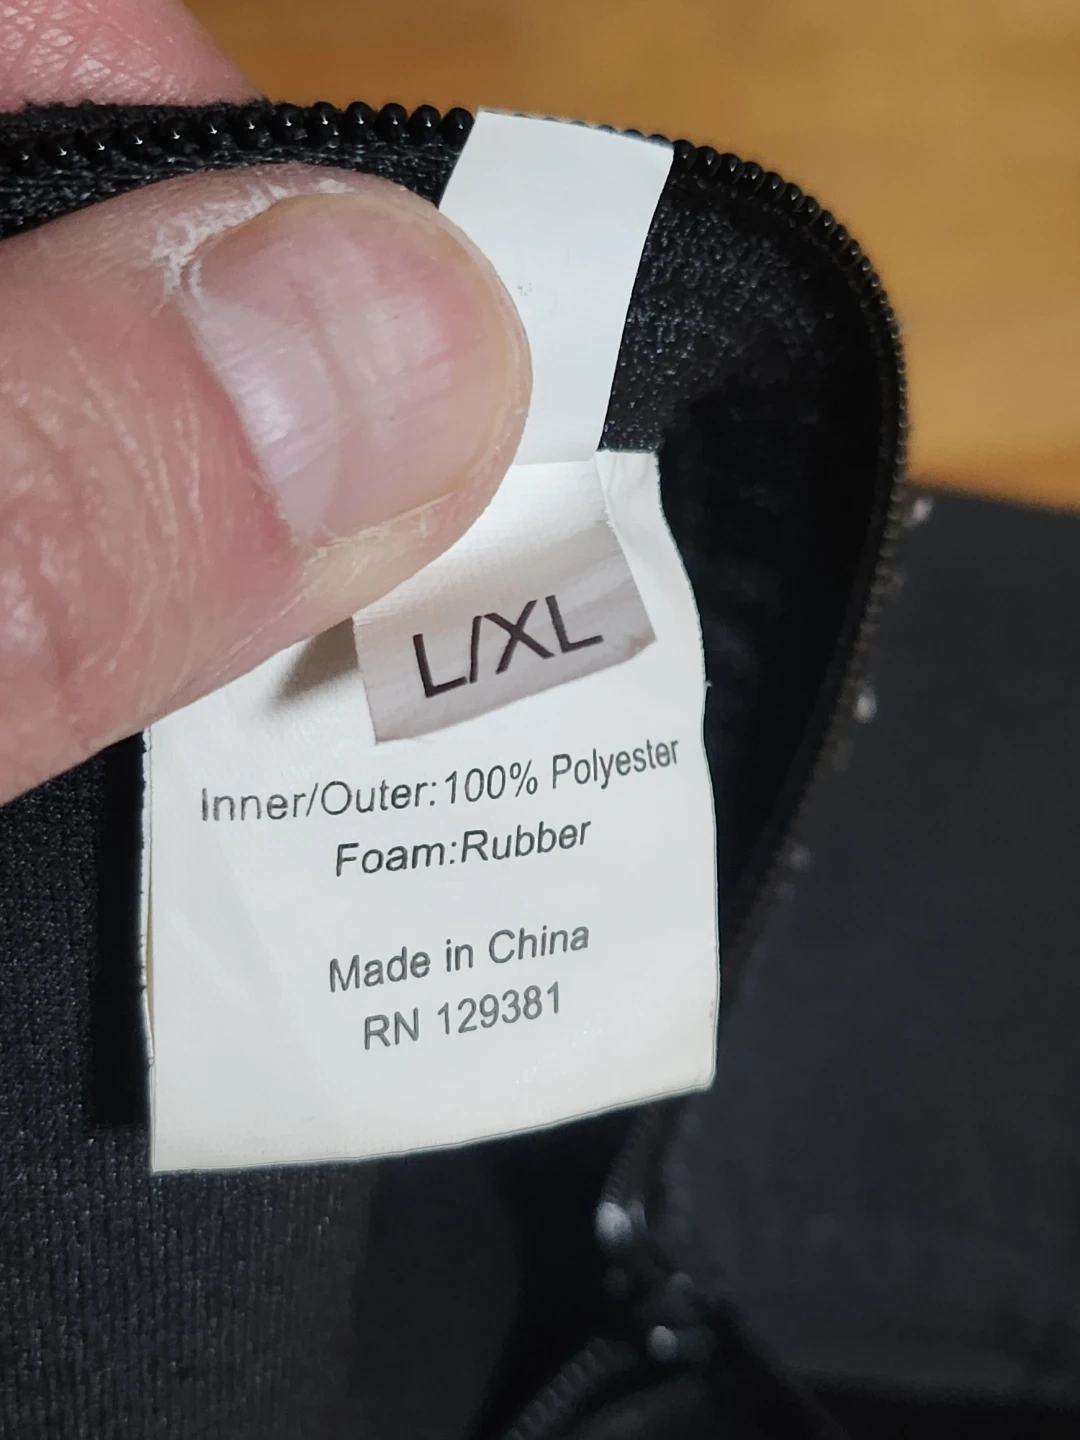 L/XL
Inner/Outer:100% Polyester
Foam:Rubber
Made in China
RN 129381